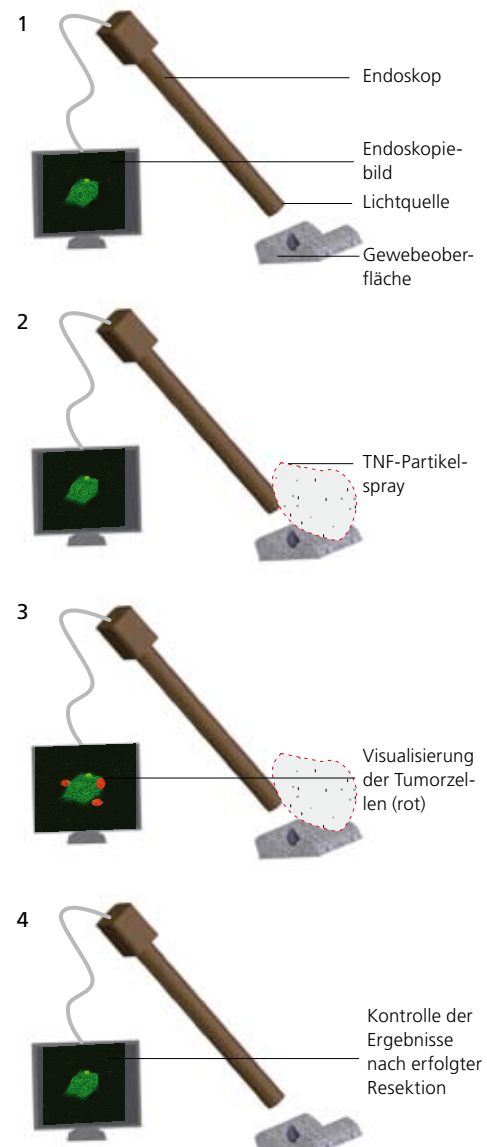 1
Endoskop
Endoskopie-
bild
Lichtquelle
Gewebeober-
fläche
2
TNF-Partikel-
spray
3
Visualisierung
der Tumorzel-
len (rot)
4
Kontrolle der
Ergebnisse
nach erfolgter
Resektion